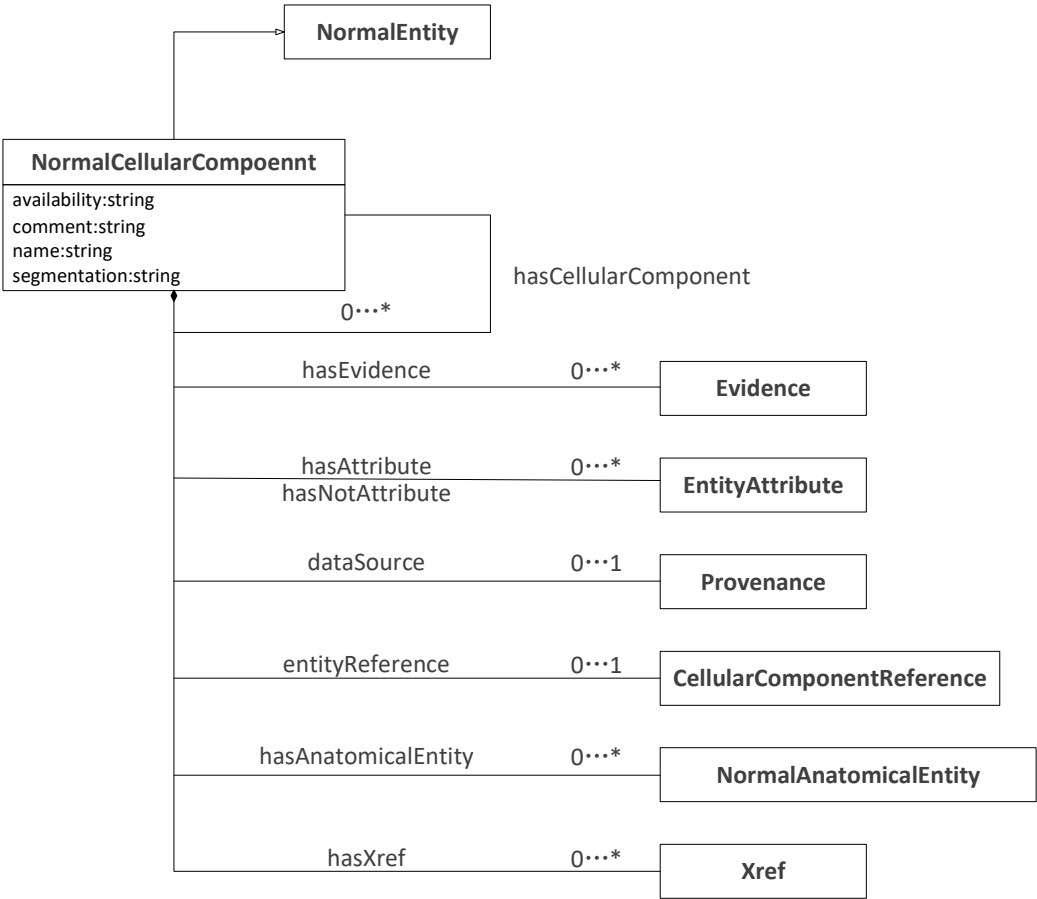 NormalEntity
NormalCellularCompoennt
availability:string
comment:string
name:string
segmentation:string
hasCellularComponent
0⋯*
hasEvidence 0⋯*
Evidence
hasAttribute 0⋯*
hasNotAttribute
EntityAttribute
dataSource 0⋯1
Provenance
entityReference 0⋯1
CellularComponentReference
hasAnatomicalEntity 0⋯*
NormalAnatomicalEntity
hasXref 0⋯*
Xref